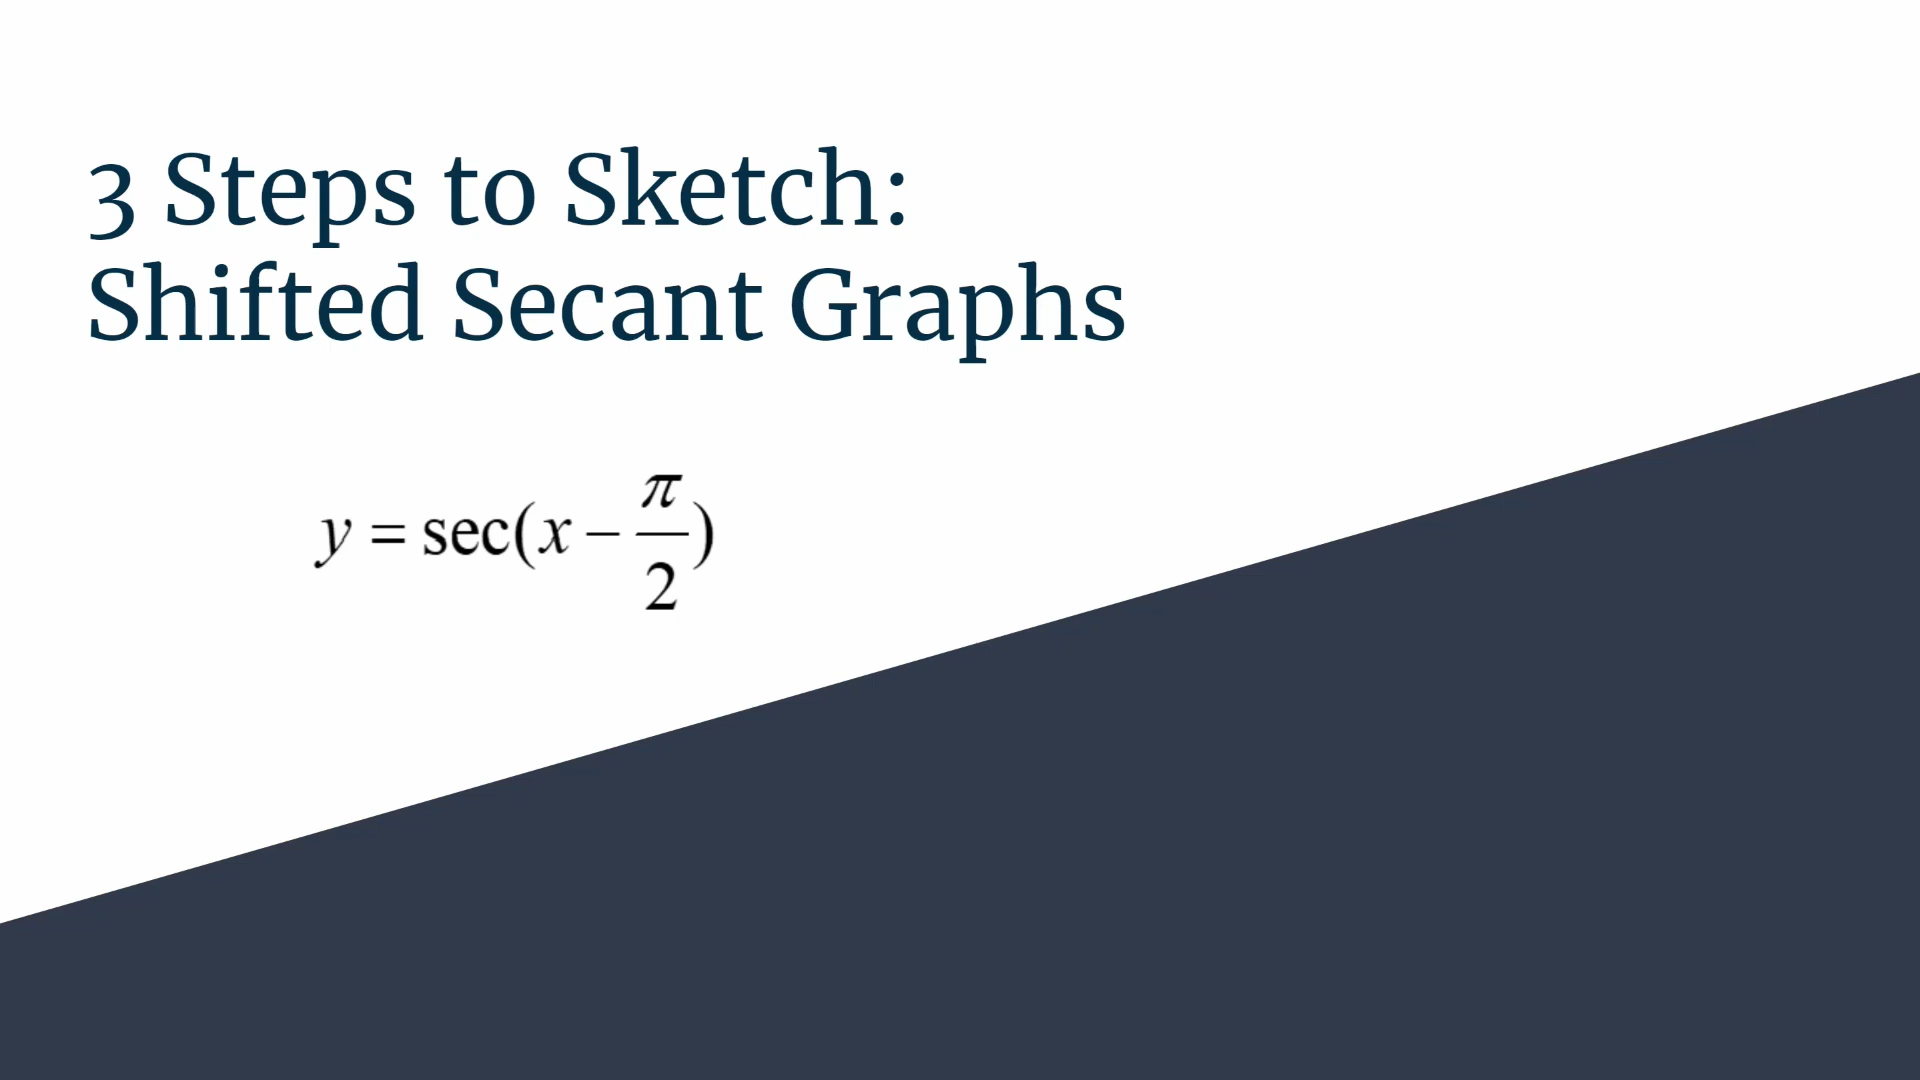 3 Steps to Sketch:
Shifted Secant Graphs
y = sec(x − π/2)